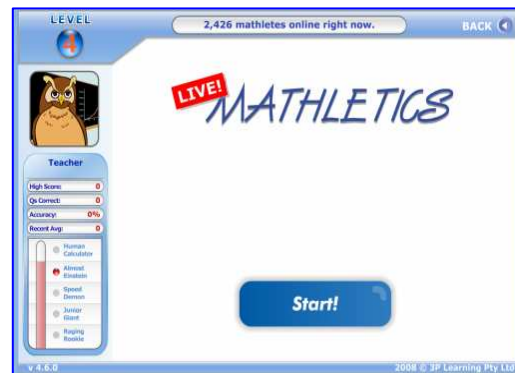 LEVEL
4
2,426 mathletes online right now.
BACK
LIVE!
MATHLETICS
Teacher
High Score: 0
Qs Correct: 0
Accuracy: 0%
Recent Avg: 0
Human
Calculator
Almost
Einstein
Speed
Demon
Junior
Giant
Raging
Rookie
Start!
v 4.6.0
2008 © 3P Learning Pty Ltd